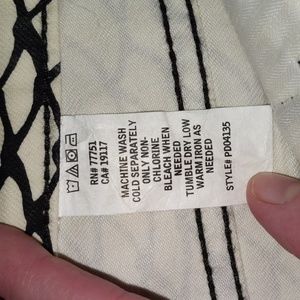 RN# 77751
CA# 19117
MACHINE WASH
COLD SEPARATELY
ONLY NON-
CHLORINE
BLEACH WHEN
NEEDED
TUMBLE DRY LOW
WARM IRON AS
NEEDED
STYLE# PD04135